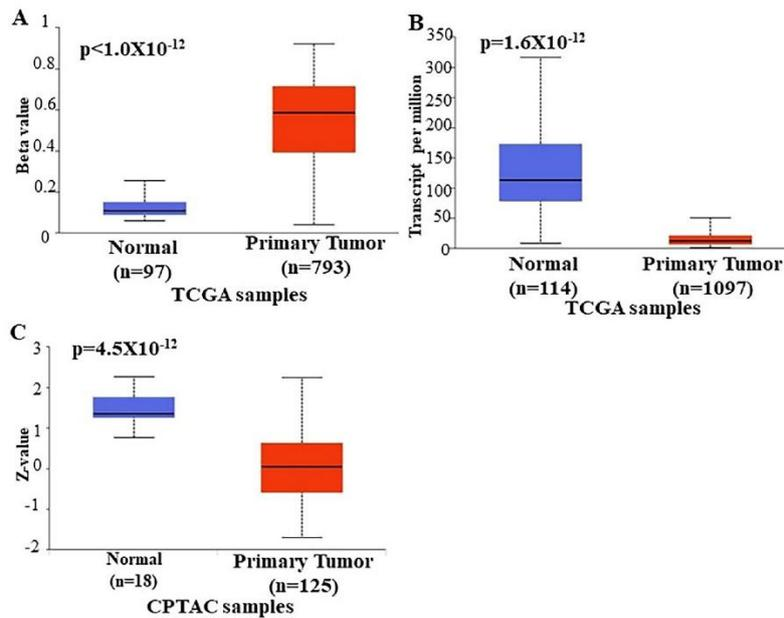 A
p<1.0X10-12
Beta value
1
0.8
0.6
0.4
0.2
0
Normal
(n=97)
Primary Tumor
(n=793)
TCGA samples
B
p=1.6X10-12
Transcript per million
350
300
250
200
150
100
50
0
Normal
(n=114)
Primary Tumor
(n=1097)
TCGA samples
C
p=4.5X10-12
Z-value
3
2
1
0
-1
-2
Normal
(n=18)
Primary Tumor
(n=125)
CPTAC samples